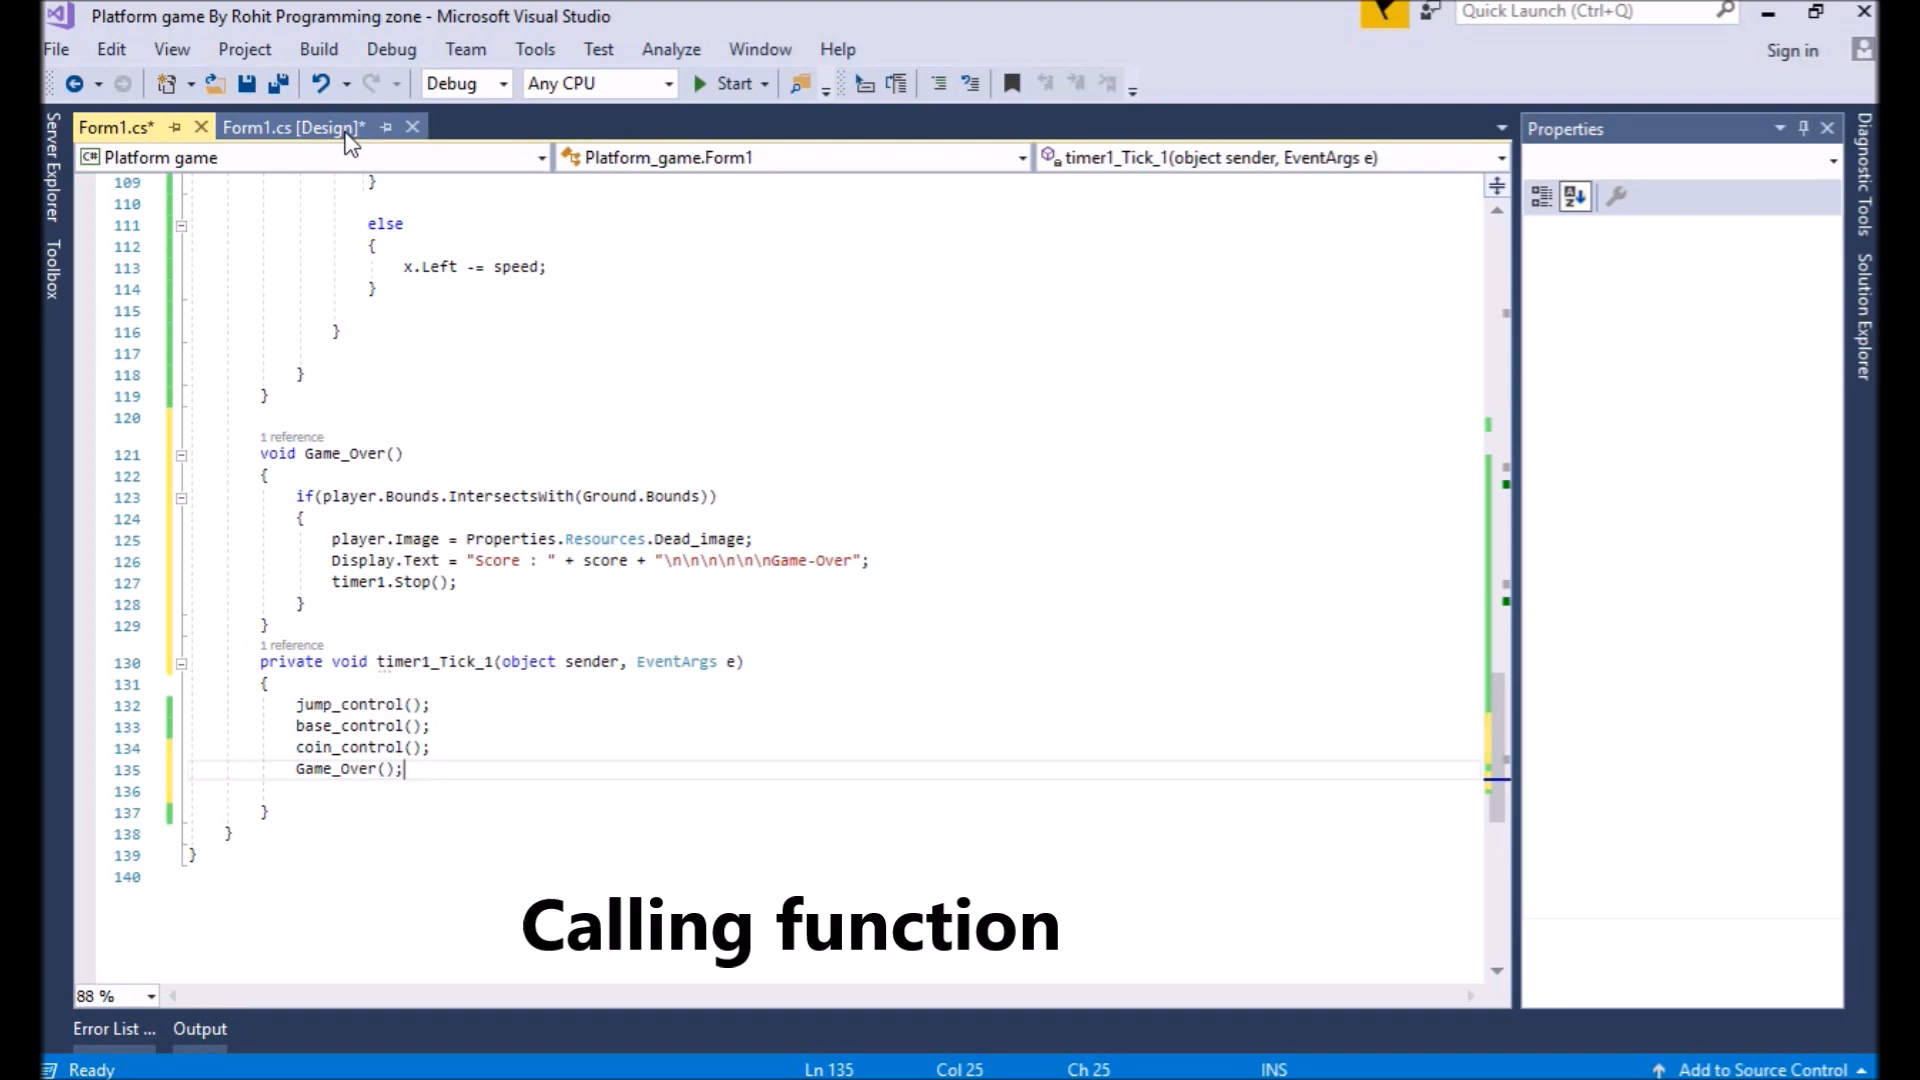 Platform game By Rohit Programming zone - Microsoft Visual Studio
Quick Launch (Ctrl+Q)
File Edit View Project Build Debug Team Tools Test Analyze Window Help
Sign in
Debug Any CPU Start
Form1.cs* Form1.cs [Design]*
Properties
Platform game Platform_game.Form1 timer1_Tick_1(object sender, EventArgs e)
Server Explorer
Toolbox
Diagnostic Tools
Solution Explorer
109 }
110
111 else
112 {
113 x.Left -= speed;
114 }
115
116 }
117
118 }
119 }
120
1 reference
121 void Game_Over()
122 {
123 if(player.Bounds.IntersectsWith(Ground.Bounds))
124 {
125 player.Image = Properties.Resources.Dead_image;
126 Display.Text = "Score : " + score + "\n\n\n\n\n\nGame-Over";
127 timer1.Stop();
128 }
129 }
1 reference
130 private void timer1_Tick_1(object sender, EventArgs e)
131 {
132 jump_control();
133 base_control();
134 coin_control();
135 Game_Over();
136
137 }
138 }
139 }
140
Calling function
88 %
Error List ... Output
Ready Ln 135 Col 25 Ch 25 INS Add to Source Control